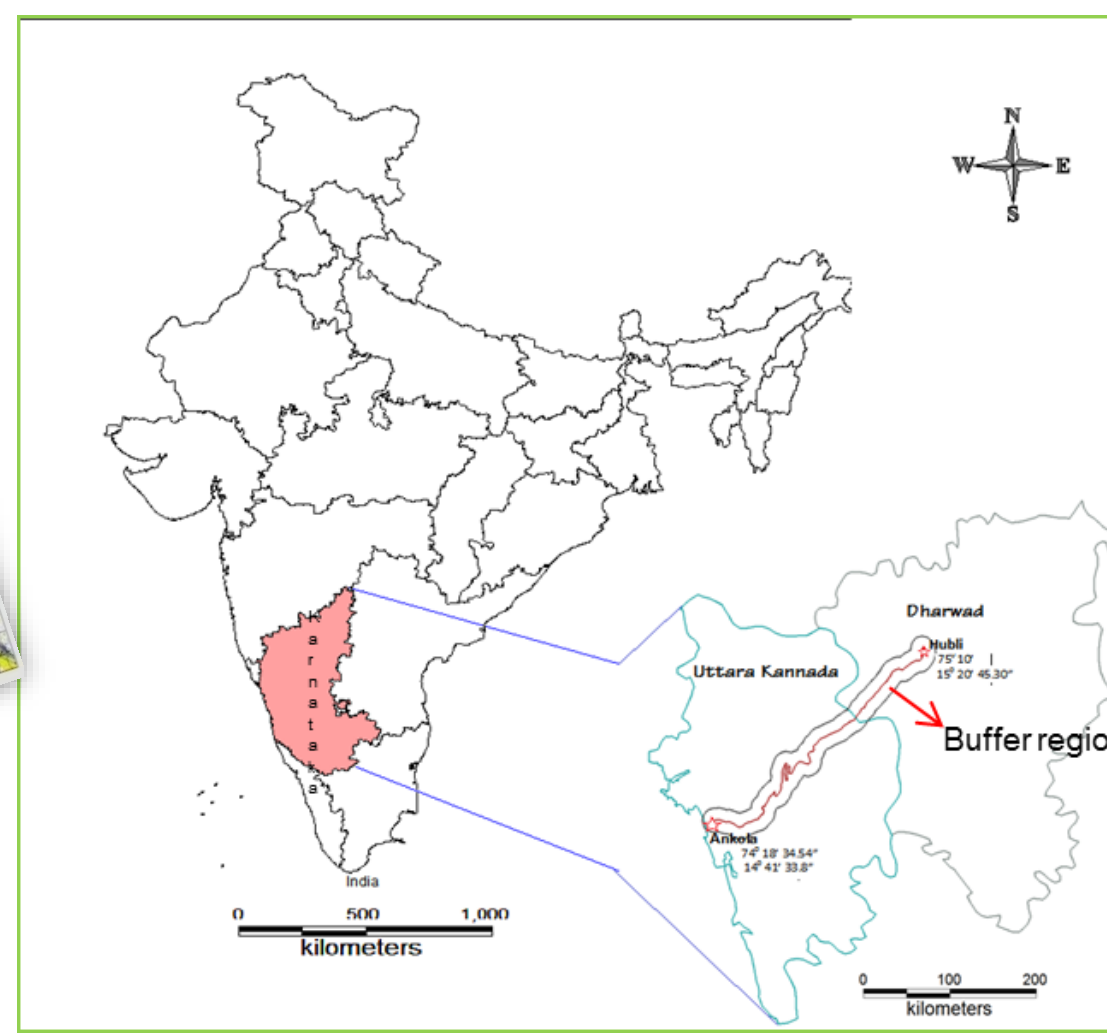 N
W E
S
Dharwad
Hubli
75° 10'
15° 20' 45.30"
Uttara Kannada
Buffer regio
Karnataka
Ankola
74° 18' 34.54"
14° 41' 33.8"
India
0 500 1,000
kilometers
0 100 200
kilometers